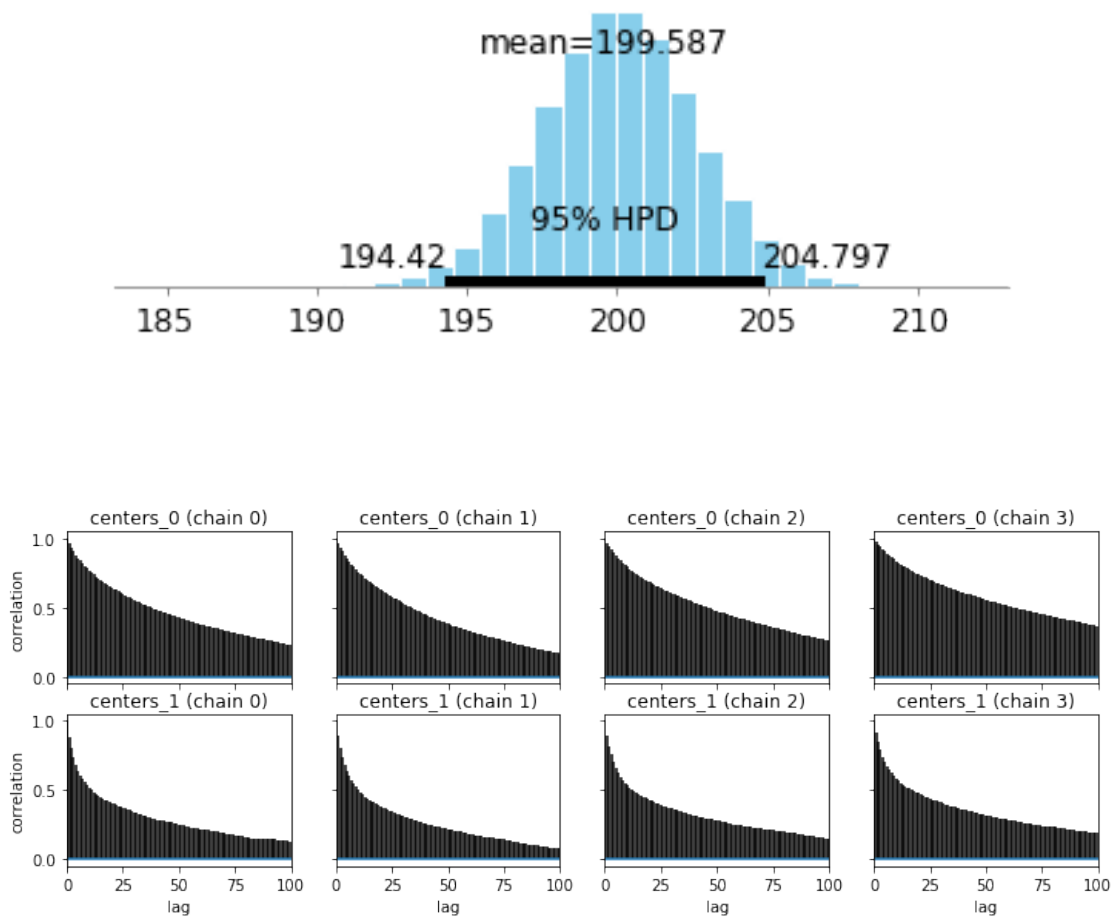 mean=199.587
95% HPD
194.42 204.797
185 190 195 200 205 210
centers_0 (chain 0) centers_0 (chain 1) centers_0 (chain 2) centers_0 (chain 3)
1.0
correlation
0.5
0.0
centers_1 (chain 0) centers_1 (chain 1) centers_1 (chain 2) centers_1 (chain 3)
1.0
correlation
0.5
0.0
0 25 50 75 100 0 25 50 75 100 0 25 50 75 100 0 25 50 75 100
lag lag lag lag